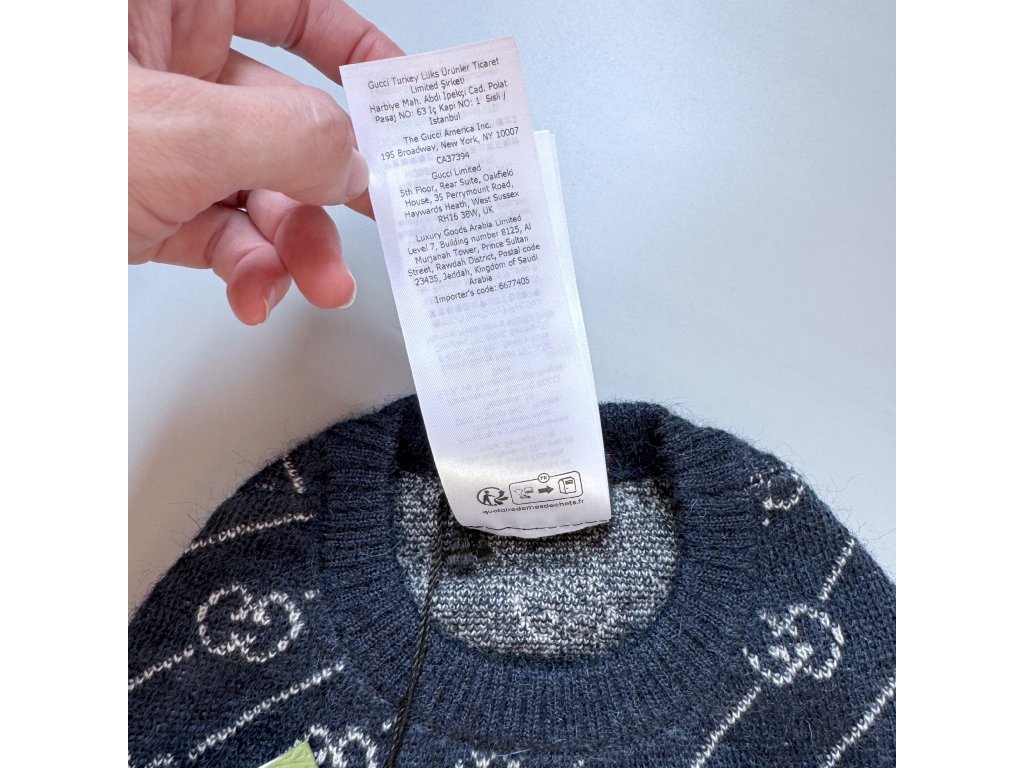 Gucci Turkey Lüks Ürünler Ticaret
Limited Şirketi
Harbiye Mah. Abdi İpekçi Cad. Polat
Pasaj NO: 63 İç Kapı NO: 1 Sisli /
Istanbul
The Gucci America Inc.
195 Broadway, New York, NY 10007
CA37394
Gucci Limited
5th Floor, Rear Suite, Oakfield
House, 35 Perrymount Road,
Haywards Heath, West Sussex
RH16 3BW, UK
Luxury Goods Arabia Limited
Level 7, Building number 8125, Al
Murjanah Tower, Prince Sultan
Street, Rawdah District, Postal code
23435, Jeddah, Kingdom of Saudi
Arabia
Importer's code: 6677405
FR
quefairedemesdechets.fr